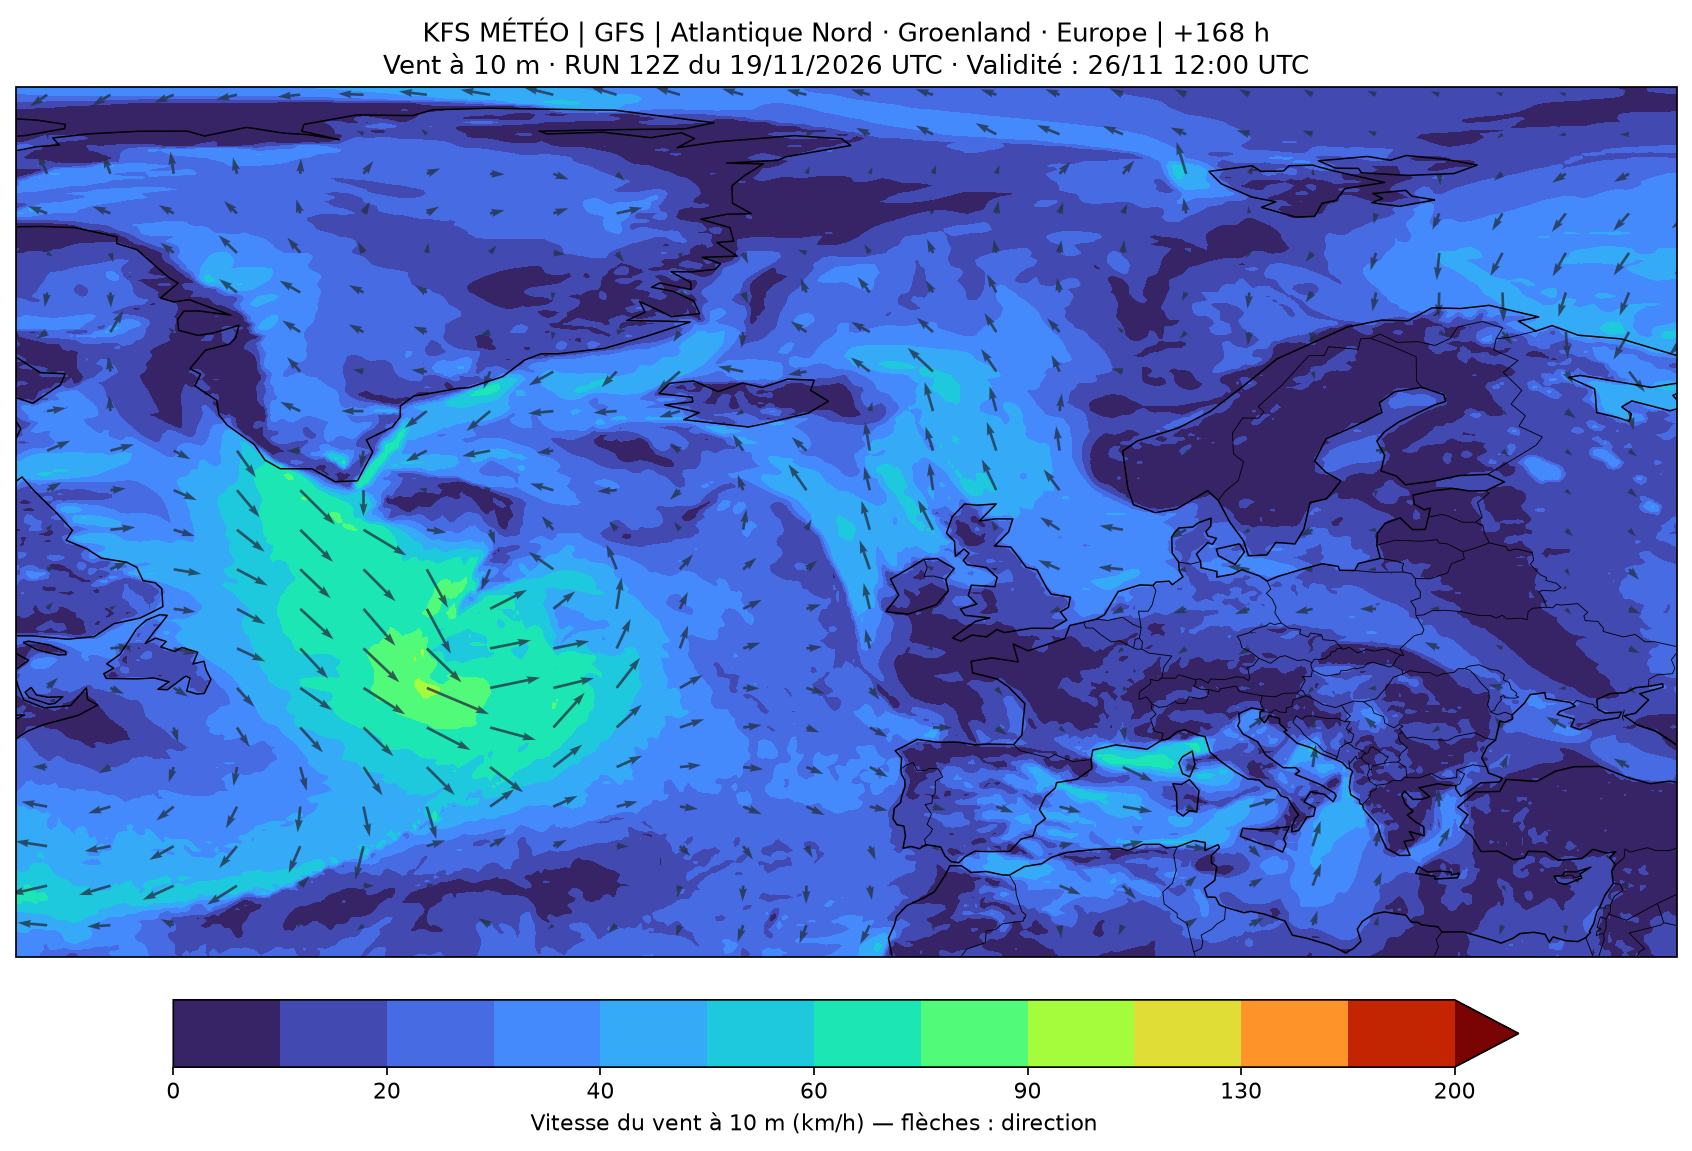 KFS MÉTÉO | GFS | Atlantique Nord · Groenland · Europe | +168 h
Vent à 10 m · RUN 12Z du 19/11/2026 UTC · Validité : 26/11 12:00 UTC
0 20 40 60 90 130 200
Vitesse du vent à 10 m (km/h) — flèches : direction